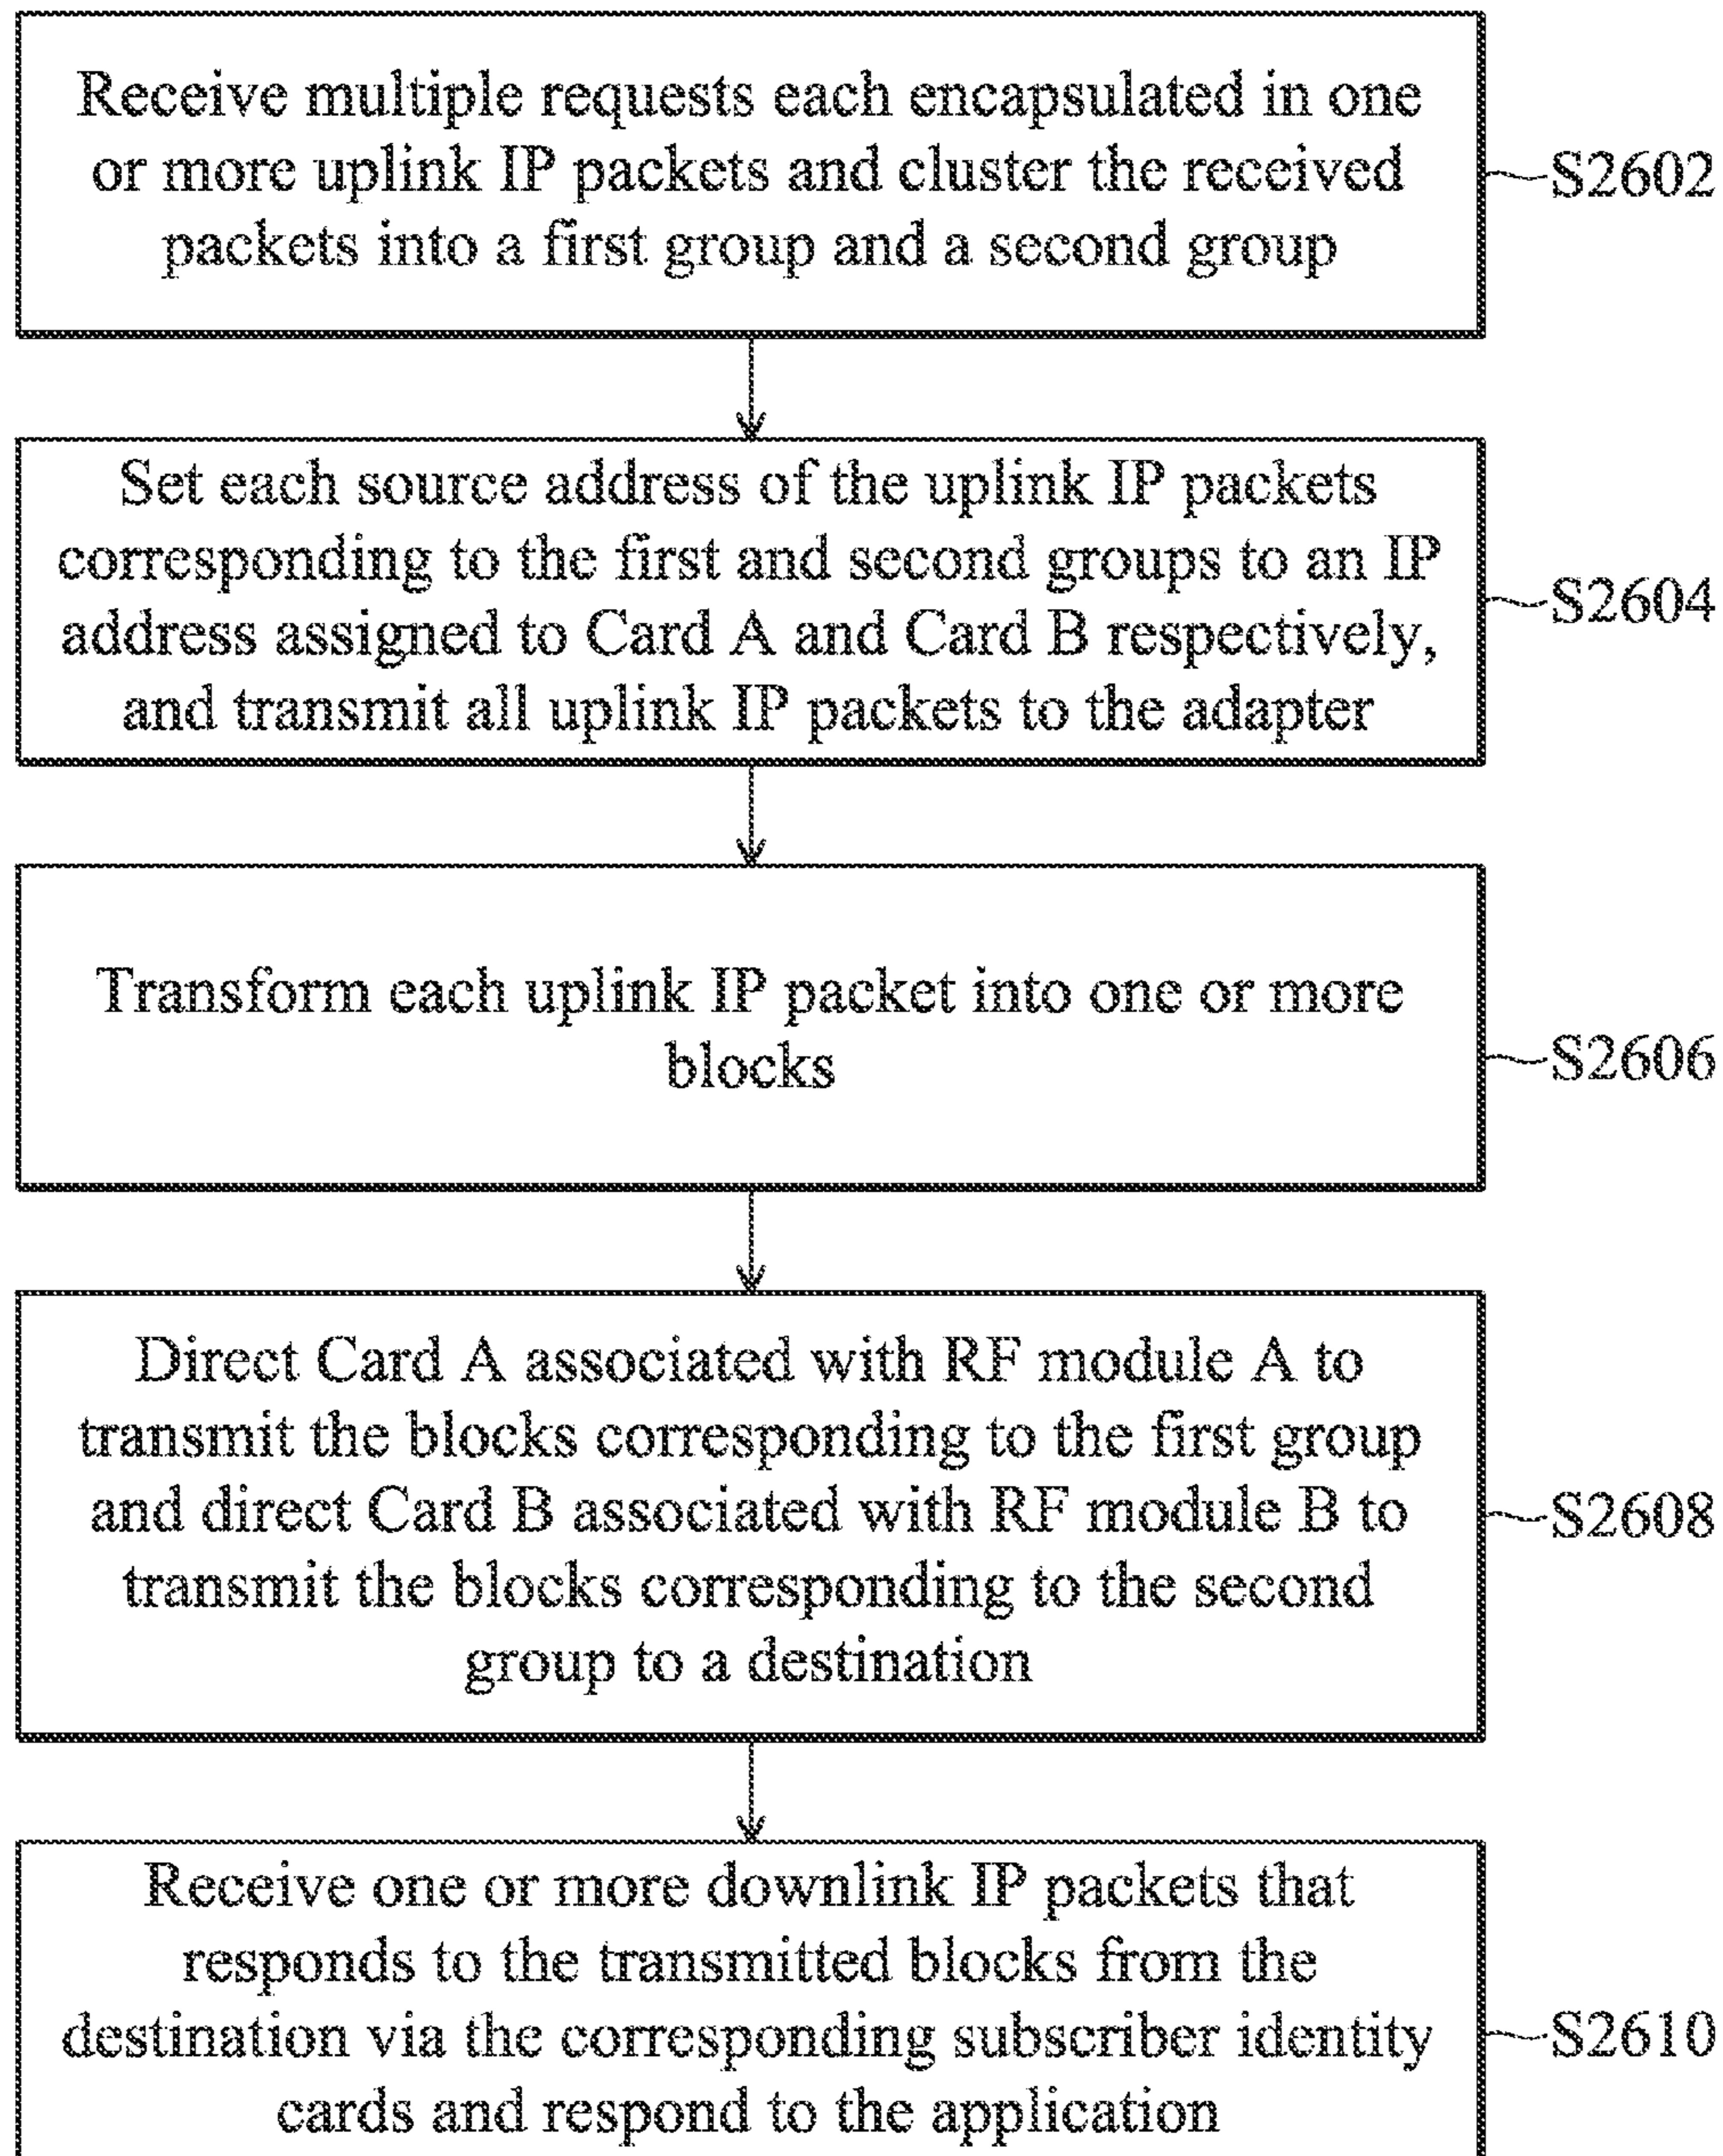 Receive multiple requests each encapsulated in one
or more uplink IP packets and cluster the received
packets into a first group and a second group
S2602
Set each source address of the uplink IP packets
corresponding to the first and second groups to an IP
address assigned to Card A and Card B respectively,
and transmit all uplink IP packets to the adapter
S2604
Transform each uplink IP packet into one or more
blocks
S2606
Direct Card A associated with RF module A to
transmit the blocks corresponding to the first group
and direct Card B associated with RF module B to
transmit the blocks corresponding to the second
group to a destination
S2608
Receive one or more downlink IP packets that
responds to the transmitted blocks from the
destination via the corresponding subscriber identity
cards and respond to the application
S2610